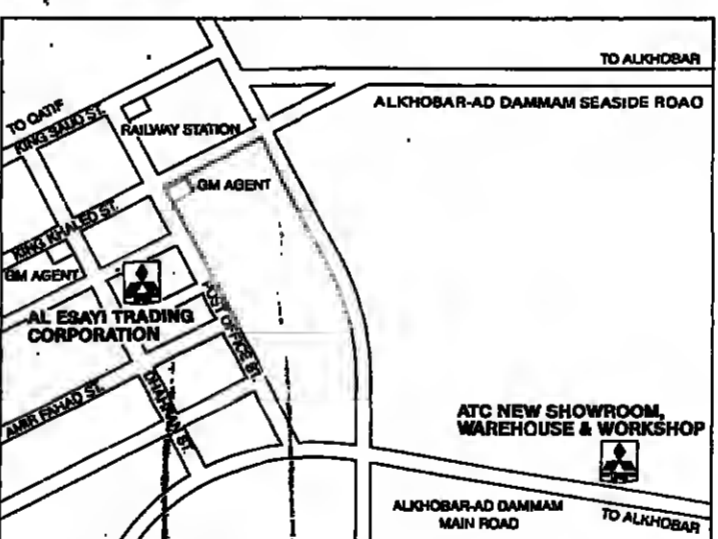 TO ALKHOBAR
ALKHOBAR-AD DAMMAM SEASIDE ROAD
TO QATIF
KING SAUD ST.
RAILWAY STATION
GM AGENT
KING KHALED ST.
GM AGENT
AL ESAYI TRADING
CORPORATION
POST OFFICE ST.
AMIR FAHAD ST.
DHAHRAN ST.
ATC NEW SHOWROOM,
WAREHOUSE & WORKSHOP
ALKHOBAR-AD DAMMAM
MAIN ROAD
TO ALKHOBAR